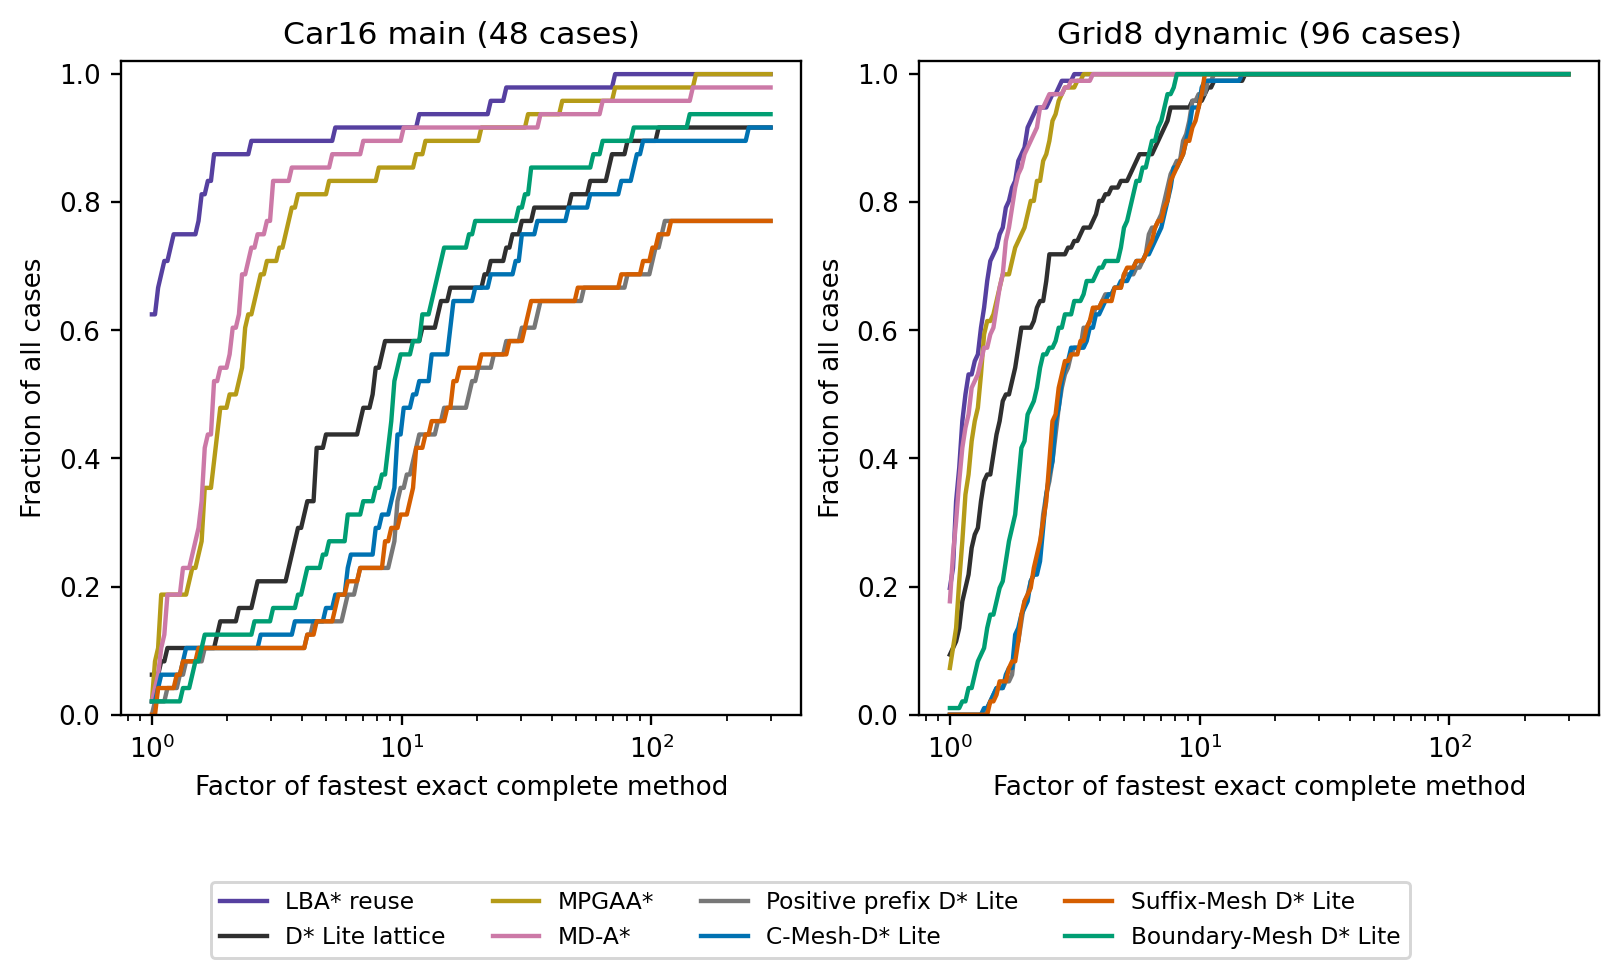 Car16 main (48 cases)
Grid8 dynamic (96 cases)
Fraction of all cases
1.0
0.8
0.6
0.4
0.2
0.0
10⁰
10¹
10²
Factor of fastest exact complete method
Fraction of all cases
1.0
0.8
0.6
0.4
0.2
0.0
10⁰
10¹
10²
Factor of fastest exact complete method
LBA* reuse
D* Lite lattice
MPGAA*
MD-A*
Positive prefix D* Lite
C-Mesh-D* Lite
Suffix-Mesh D* Lite
Boundary-Mesh D* Lite